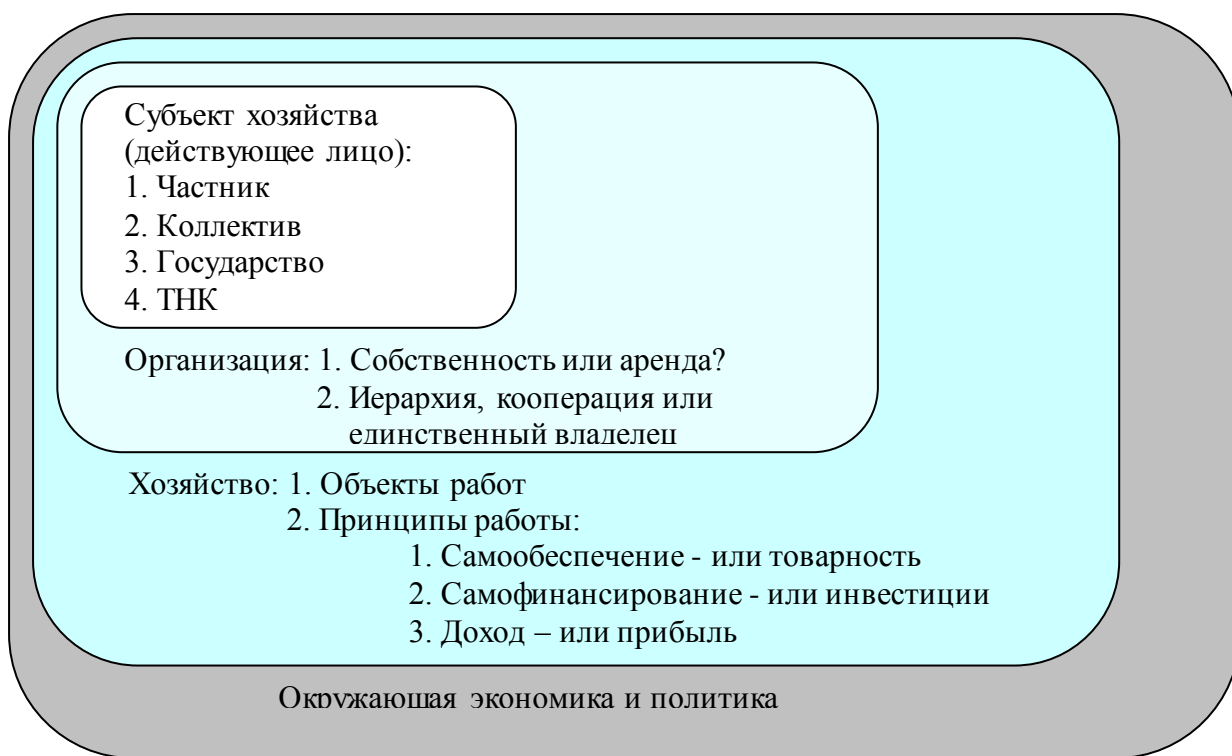 Субъект хозяйства
(действующее лицо):
1. Частник
2. Коллектив
3. Государство
4. ТНК
Организация: 1. Собственность или аренда?
2. Иерархия, кооперация или
единственный владелец
Хозяйство: 1. Объекты работ
2. Принципы работы:
1. Самообеспечение - или товарность
2. Самофинансирование - или инвестиции
3. Доход – или прибыль
Окружающая экономика и политика